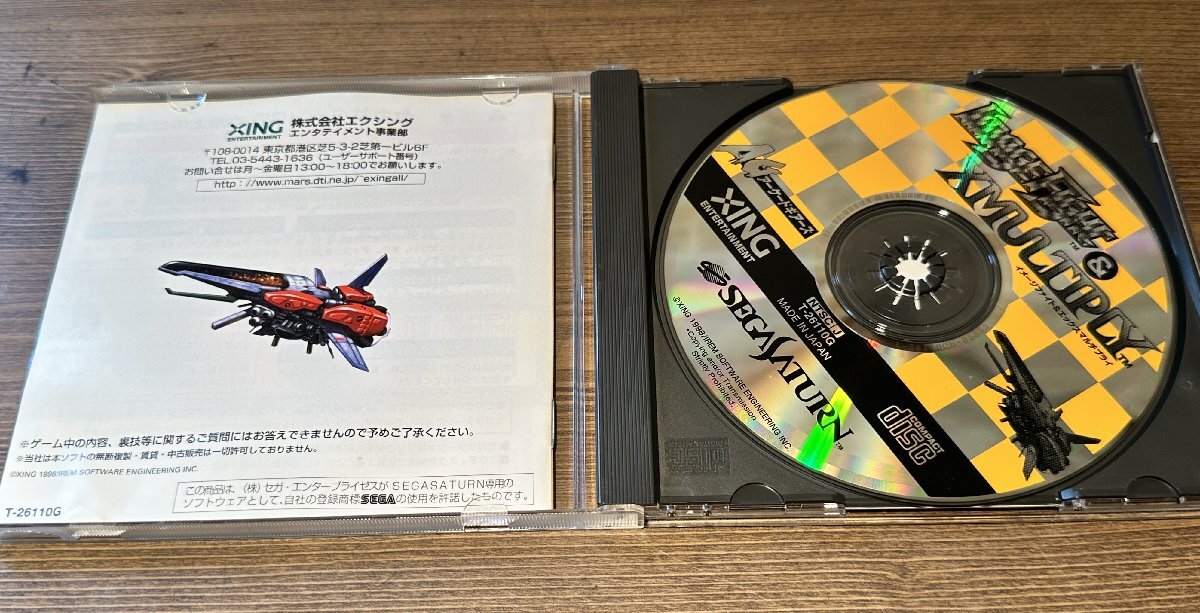 XING
ENTERTAINMENT
株式会社エクシング
エンタテイメント事業部
〒108-0014 東京都港区芝5-3-2芝第一ビル6F
TEL.03-5443-1636（ユーザーサポート番号）
お問い合せは月〜金曜日13:00〜18:00でお願いします。
http://www.mars.dti.ne.jp/~exingall/
※ゲーム中の内容、裏技等に関するご質問にはお答えできませんので予めご了承ください。
※当社は本ソフトの無断複製・賃貸・中古販売は一切許可しておりません。
©XING 1998/IREM SOFTWARE ENGINEERING INC.
この商品は、(株) セガ・エンタープライゼスが SEGASATURN専用の
ソフトウェアとして、自社の登録商標SEGAの使用を許諾したものです。
T-26110G
IMAGEFIGHT™ &
XMULTIPLY™
イメージファイト&エックスマルチプライ
アーケードギアーズ
XING
ENTERTAINMENT
NTSC-J
T-26110G
MADE IN JAPAN
SEGASATURN™
©XING 1998/IREM SOFTWARE ENGINEERING INC.
•Copying and/or Transmission
Strictly Prohibited.
COMPACT
disc